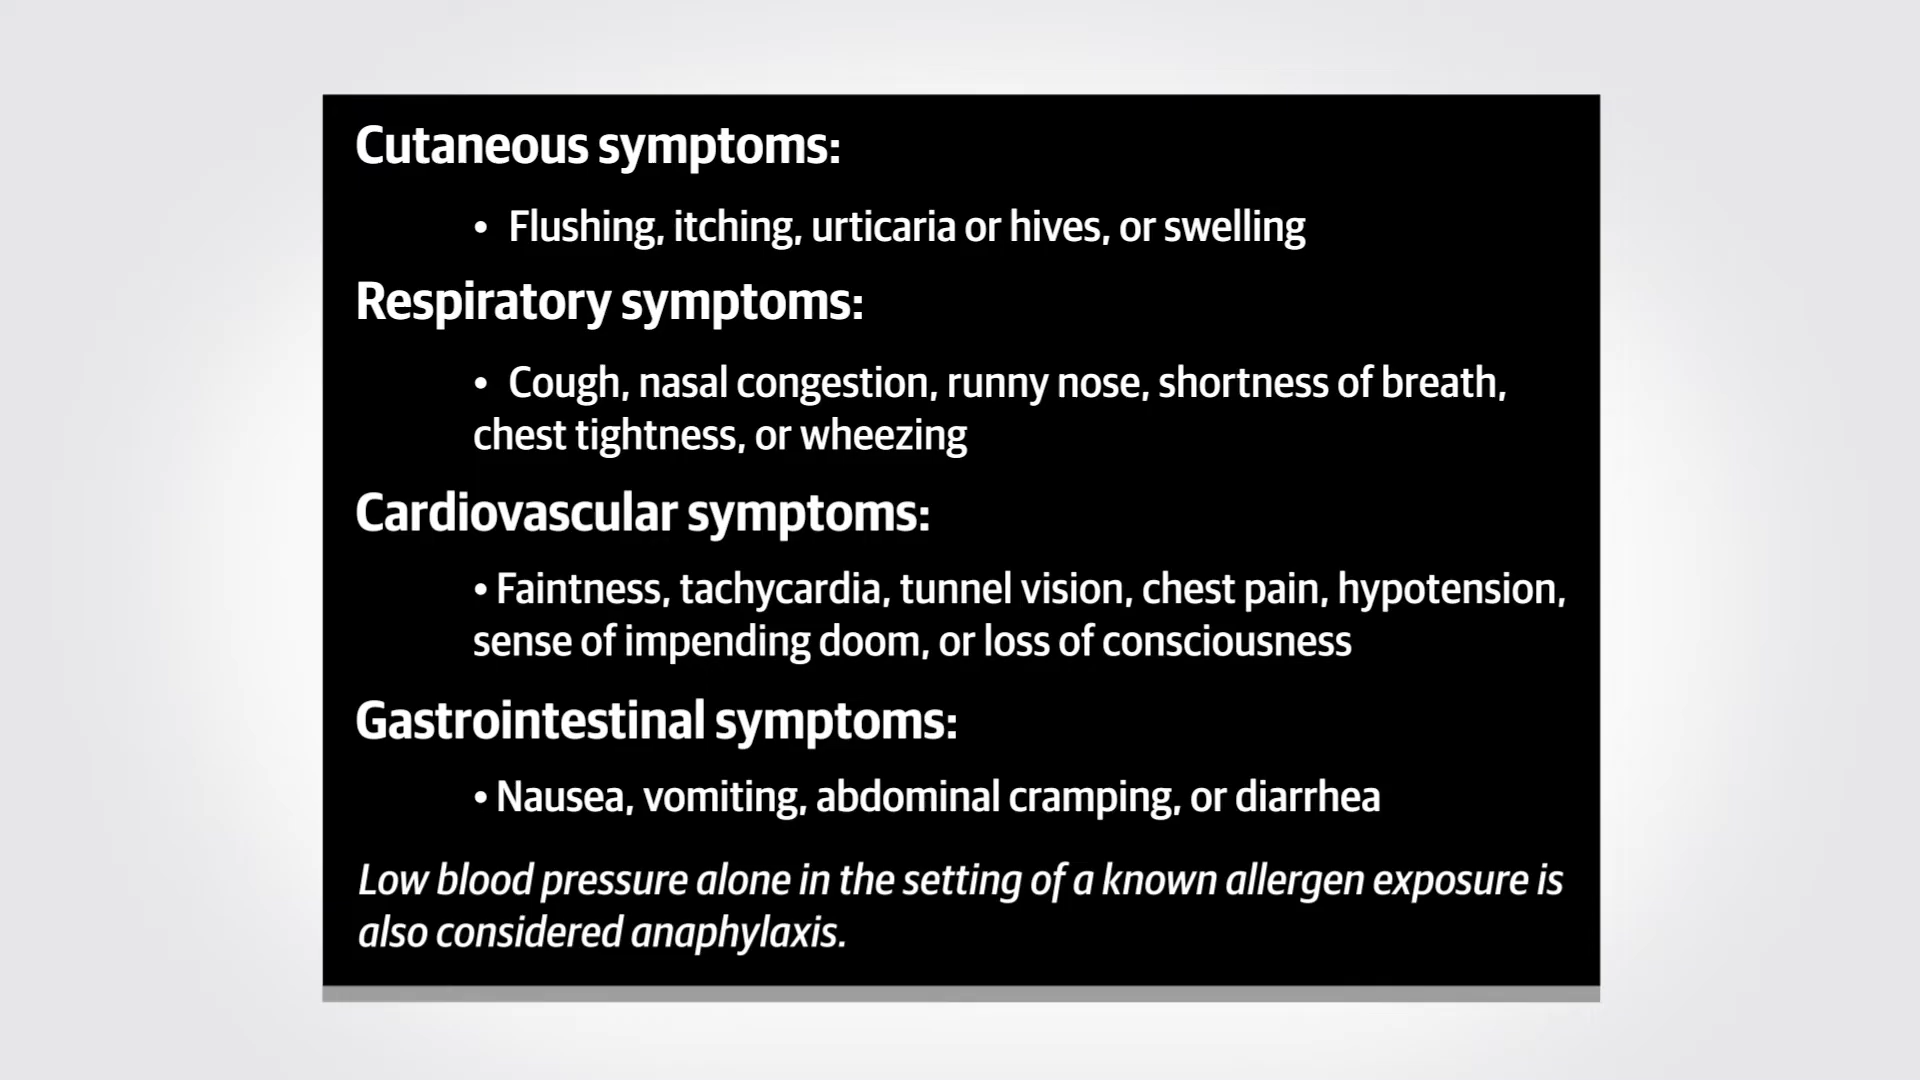 Cutaneous symptoms:
• Flushing, itching, urticaria or hives, or swelling
Respiratory symptoms:
• Cough, nasal congestion, runny nose, shortness of breath,
chest tightness, or wheezing
Cardiovascular symptoms:
• Faintness, tachycardia, tunnel vision, chest pain, hypotension,
sense of impending doom, or loss of consciousness
Gastrointestinal symptoms:
• Nausea, vomiting, abdominal cramping, or diarrhea
Low blood pressure alone in the setting of a known allergen exposure is
also considered anaphylaxis.